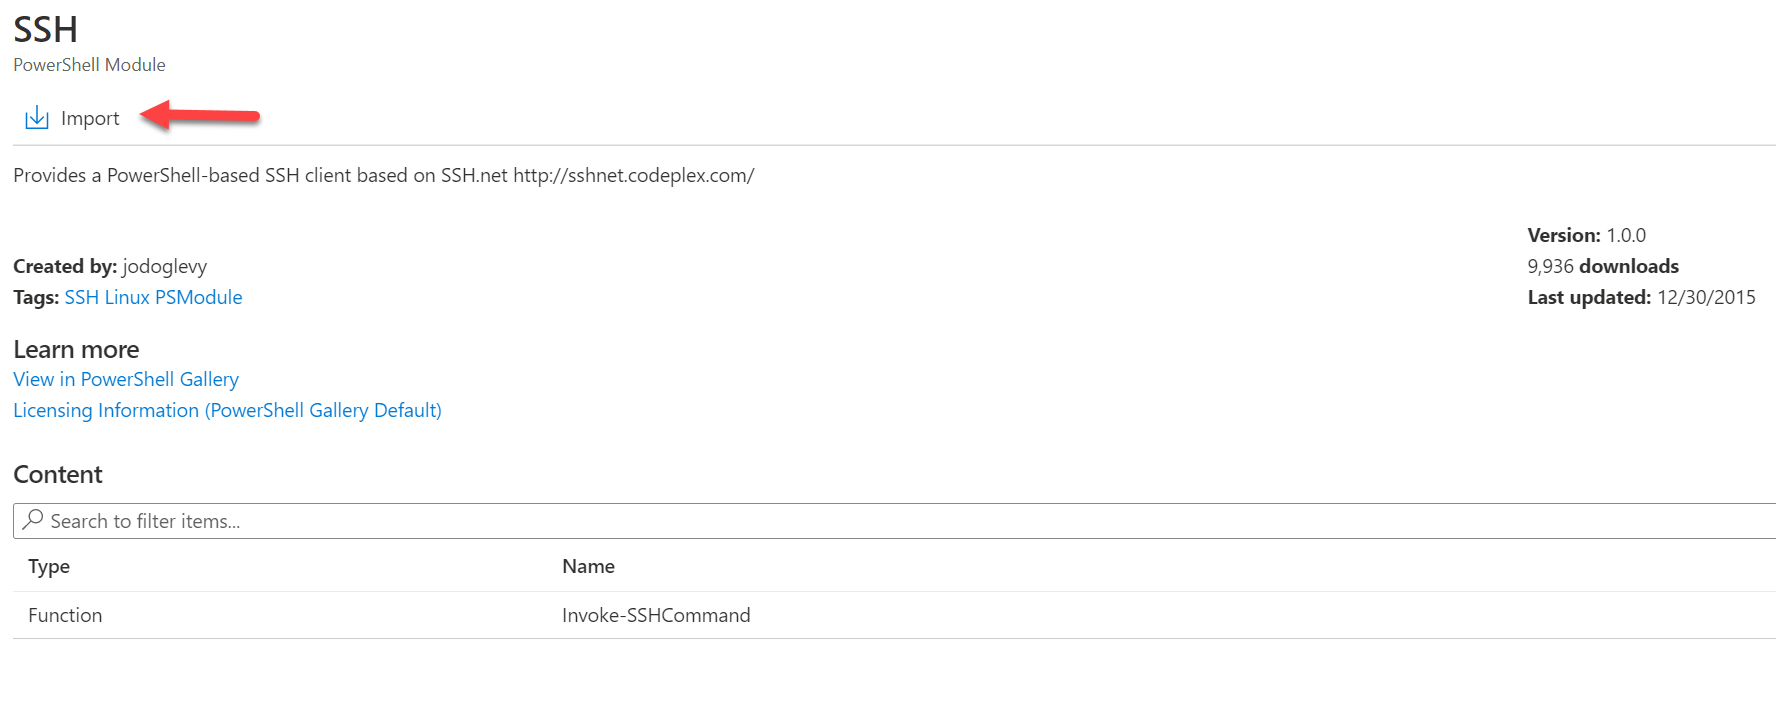 SSH
PowerShell Module
Import
Provides a PowerShell-based SSH client based on SSH.net http://sshnet.codeplex.com/
Version: 1.0.0
Created by: jodoglevy
9,936 downloads
Tags: SSH Linux PSModule
Last updated: 12/30/2015
Learn more
View in PowerShell Gallery
Licensing Information (PowerShell Gallery Default)
Content
Search to filter items...
Type Name
Function Invoke-SSHCommand